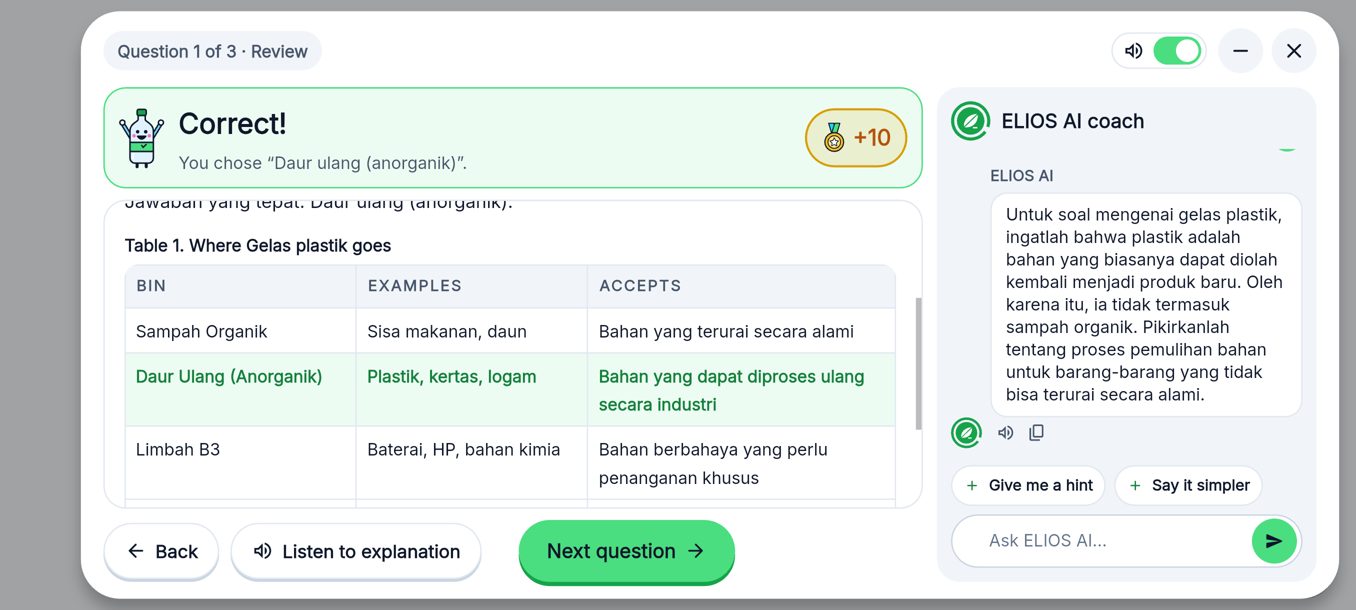 Question 1 of 3 · Review
Correct!
You chose “Daur ulang (anorganik)”.
+10
Jawaban yang tepat: Daur ulang (anorganik).
Table 1. Where Gelas plastik goes
BIN EXAMPLES ACCEPTS
Sampah Organik Sisa makanan, daun Bahan yang terurai secara alami
Daur Ulang (Anorganik) Plastik, kertas, logam Bahan yang dapat diproses ulang
secara industri
Limbah B3 Baterai, HP, bahan kimia Bahan berbahaya yang perlu
penanganan khusus
Back
Listen to explanation
Next question
ELIOS AI coach
ELIOS AI
Untuk soal mengenai gelas plastik,
ingatlah bahwa plastik adalah
bahan yang biasanya dapat diolah
kembali menjadi produk baru. Oleh
karena itu, ia tidak termasuk
sampah organik. Pikirkanlah
tentang proses pemulihan bahan
untuk barang-barang yang tidak
bisa terurai secara alami.
+ Give me a hint
+ Say it simpler
Ask ELIOS AI...